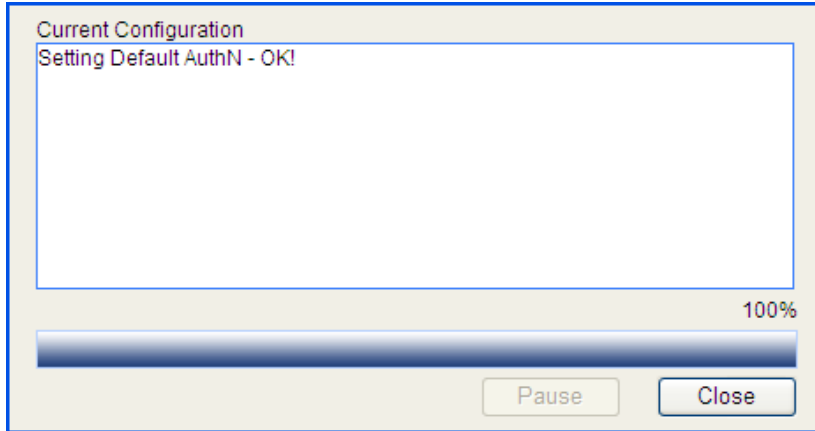 Current Configuration
Setting Default AuthN - OK!
100%
Pause
Close